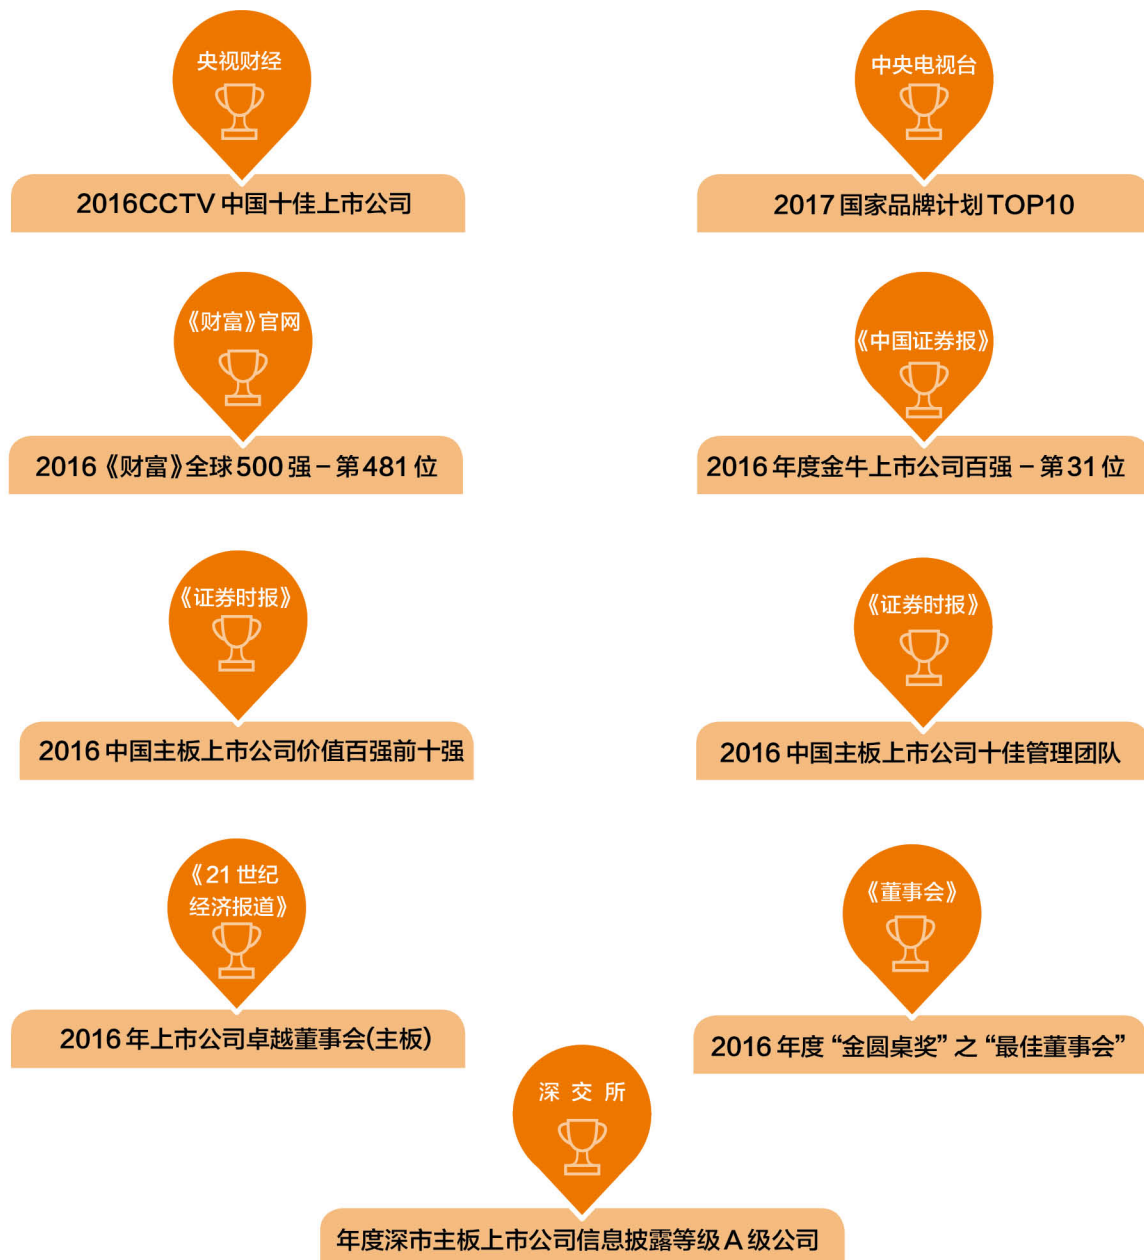 央视财经
2016CCTV 中国十佳上市公司
中央电视台
2017 国家品牌计划 TOP10
《财富》官网
2016《财富》全球 500 强 – 第 481 位
《中国证券报》
2016 年度金牛上市公司百强 – 第 31 位
《证券时报》
2016 中国主板上市公司价值百强前十强
《证券时报》
2016 中国主板上市公司十佳管理团队
《21 世纪
经济报道》
2016 年上市公司卓越董事会(主板)
《董事会》
2016 年度 “金圆桌奖” 之 “最佳董事会”
深 交 所
年度深市主板上市公司信息披露等级 A 级公司